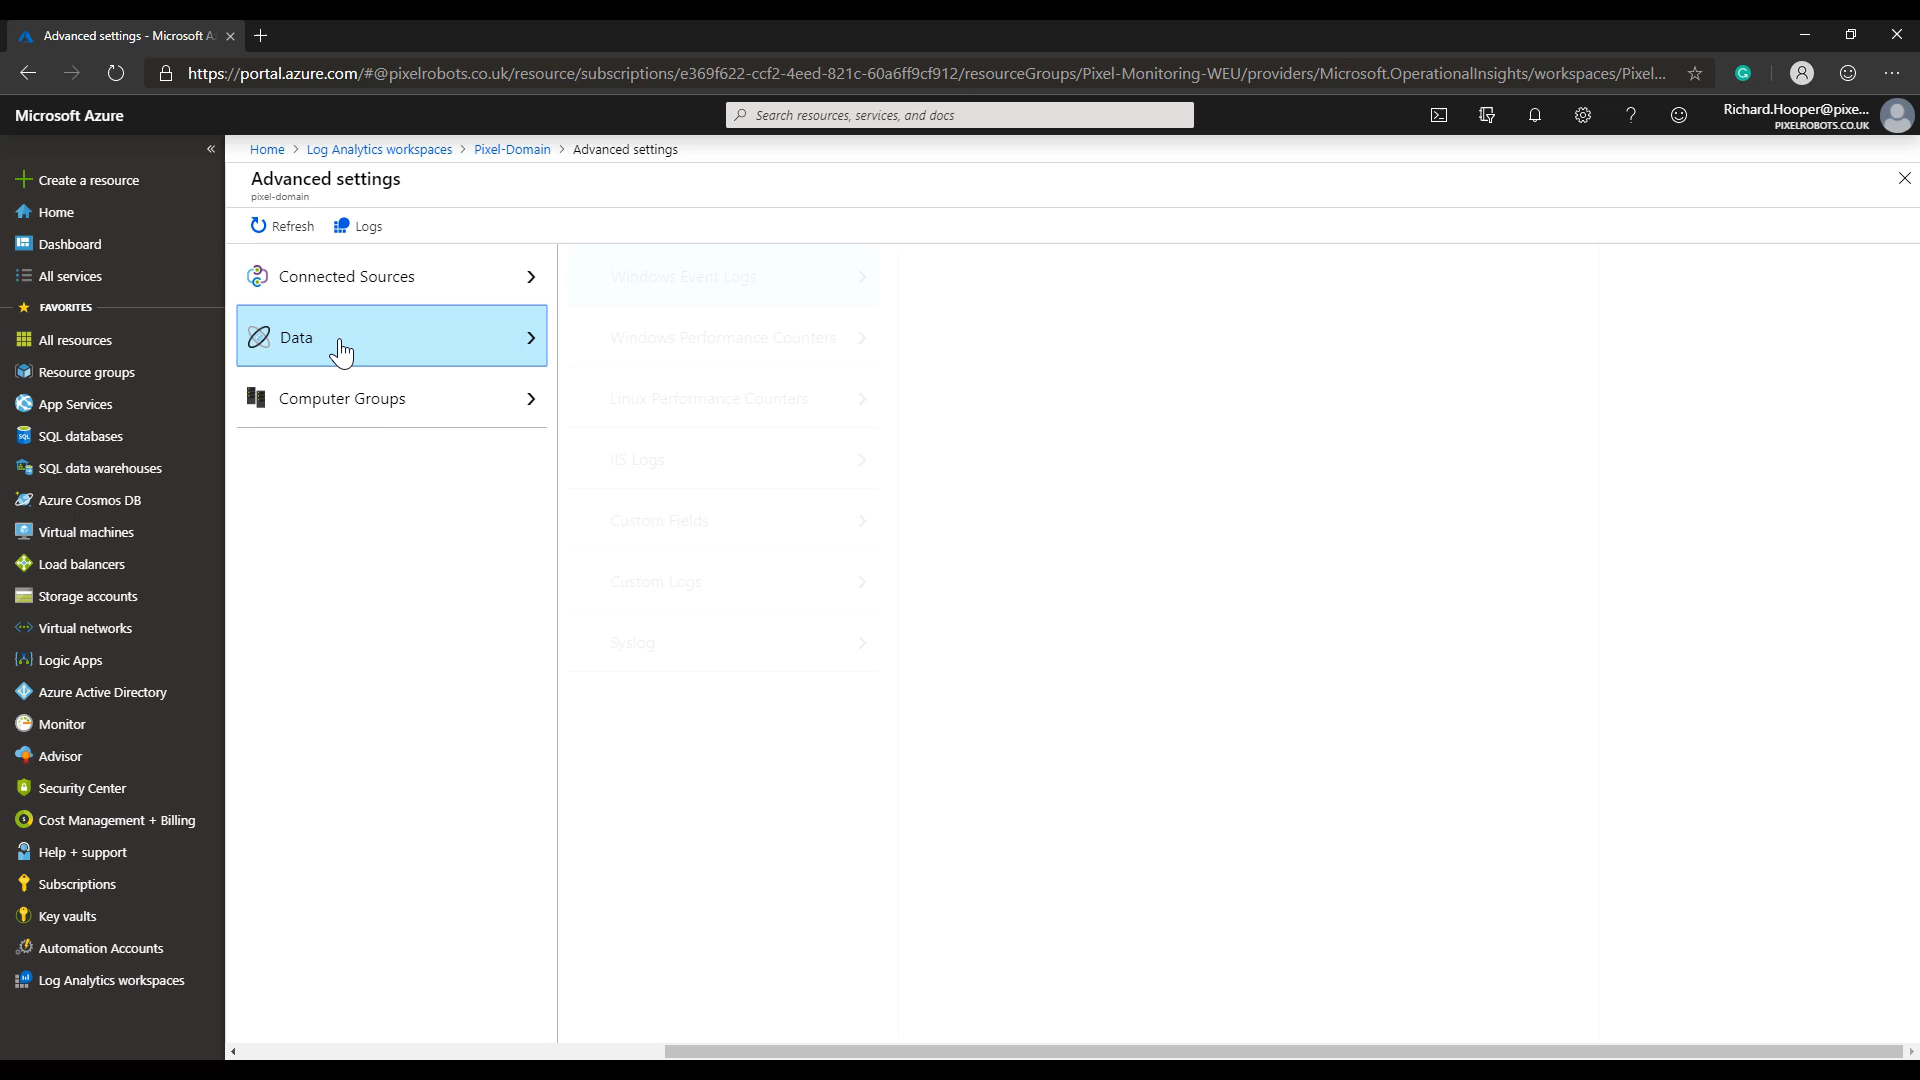 Advanced settings - Microsoft A
https://portal.azure.com/#@pixelrobots.co.uk/resource/subscriptions/e369f622-ccf2-4eed-821c-60a6ff9cf912/resourceGroups/Pixel-Monitoring-WEU/providers/Microsoft.OperationalInsights/workspaces/Pixel...
Microsoft Azure
Search resources, services, and docs
Richard.Hooper@pixe...
PIXELROBOTS.CO.UK
Home > Log Analytics workspaces > Pixel-Domain > Advanced settings
Advanced settings
pixel-domain
Refresh
Logs
Create a resource
Home
Dashboard
All services
FAVORITES
All resources
Resource groups
App Services
SQL databases
SQL data warehouses
Azure Cosmos DB
Virtual machines
Load balancers
Storage accounts
Virtual networks
Logic Apps
Azure Active Directory
Monitor
Advisor
Security Center
Cost Management + Billing
Help + support
Subscriptions
Key vaults
Automation Accounts
Log Analytics workspaces
Connected Sources
Data
Computer Groups
Windows Event Logs
Windows Performance Counters
Linux Performance Counters
IIS Logs
Custom Fields
Custom Logs
Syslog